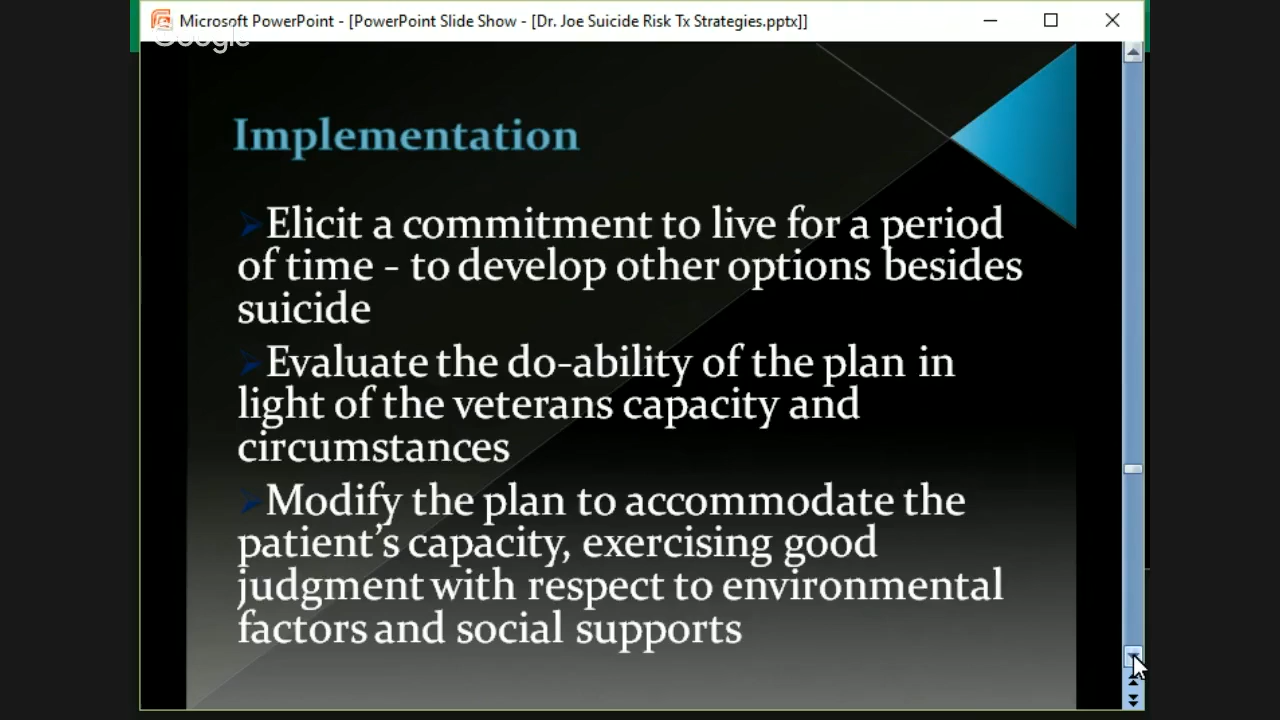 Microsoft PowerPoint - [PowerPoint Slide Show - [Dr. Joe Suicide Risk Tx Strategies.pptx]]
Google
Implementation
Elicit a commitment to live for a period
of time - to develop other options besides
suicide
Evaluate the do-ability of the plan in
light of the veterans capacity and
circumstances
Modify the plan to accommodate the
patient's capacity, exercising good
judgment with respect to environmental
factors and social supports